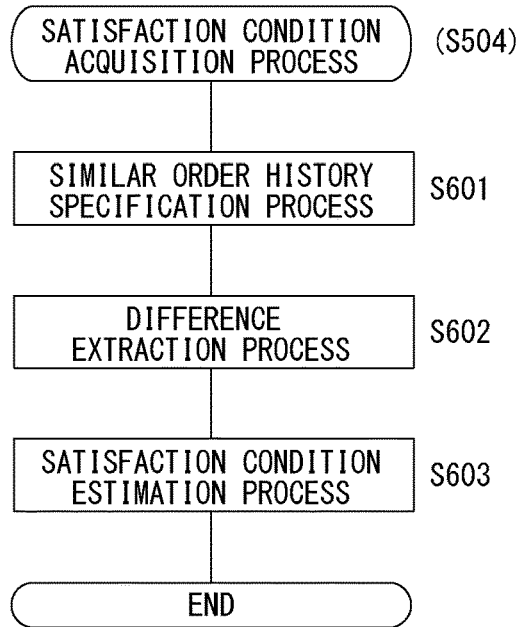 SATISFACTION CONDITION
ACQUISITION PROCESS
(S504)
SIMILAR ORDER HISTORY
SPECIFICATION PROCESS
S601
DIFFERENCE
EXTRACTION PROCESS
S602
SATISFACTION CONDITION
ESTIMATION PROCESS
S603
END